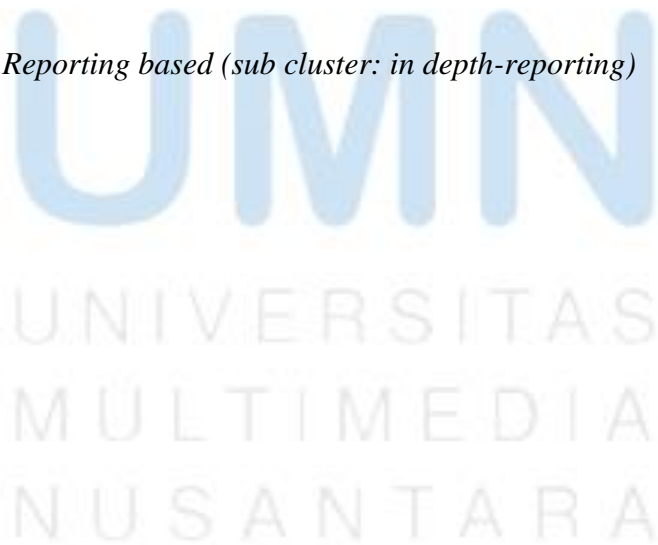 UMN
Reporting based (sub cluster: in depth-reporting)
UNIVERSITAS
MULTIMEDIA
NUSANTARA